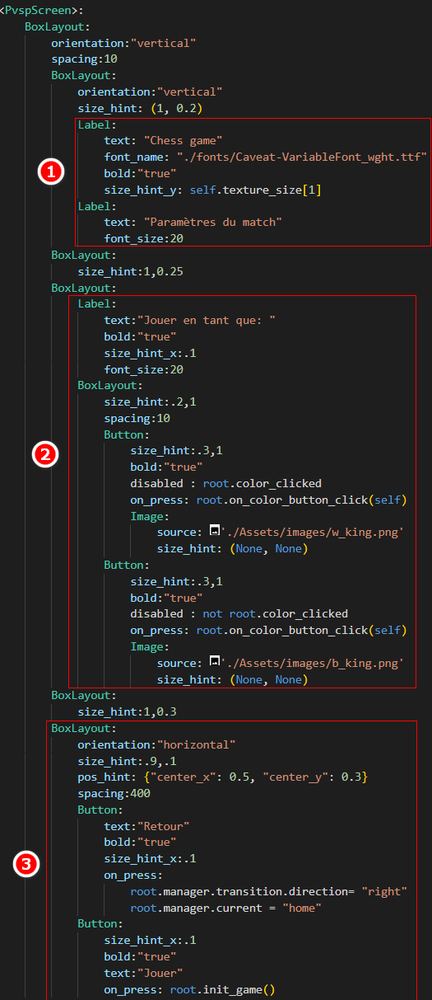 <PvspScreen>:
BoxLayout:
orientation:"vertical"
spacing:10
BoxLayout:
orientation:"vertical"
size_hint: (1, 0.2)
Label:
text: "Chess game"
font_name: "./fonts/Caveat-VariableFont_wght.ttf"
1
bold:"true"
size_hint_y: self.texture_size[1]
Label:
text: "Paramètres du match"
font_size:20
BoxLayout:
size_hint:1,0.25
BoxLayout:
Label:
text:"Jouer en tant que: "
bold:"true"
size_hint_x:.1
font_size:20
BoxLayout:
size_hint:.2,1
spacing:10
Button:
2
size_hint:.3,1
bold:"true"
disabled : root.color_clicked
on_press: root.on_color_button_click(self)
Image:
source: './Assets/images/w_king.png'
size_hint: (None, None)
Button:
size_hint:.3,1
bold:"true"
disabled : not root.color_clicked
on_press: root.on_color_button_click(self)
Image:
source: './Assets/images/b_king.png'
size_hint: (None, None)
BoxLayout:
size_hint:1,0.3
BoxLayout:
orientation:"horizontal"
size_hint:.9,.1
pos_hint: {"center_x": 0.5, "center_y": 0.3}
spacing:400
Button:
text:"Retour"
bold:"true"
size_hint_x:.1
3
on_press:
root.manager.transition.direction= "right"
root.manager.current = "home"
Button:
size_hint_x:.1
bold:"true"
text:"Jouer"
on_press: root.init_game()